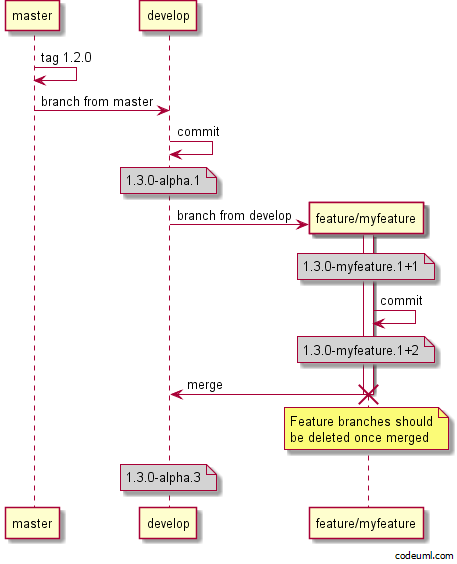 master
develop
tag 1.2.0
branch from master
commit
1.3.0-alpha.1
branch from develop
feature/myfeature
1.3.0-myfeature.1+1
commit
1.3.0-myfeature.1+2
merge
Feature branches should
be deleted once merged
1.3.0-alpha.3
master
develop
feature/myfeature
codeuml.com